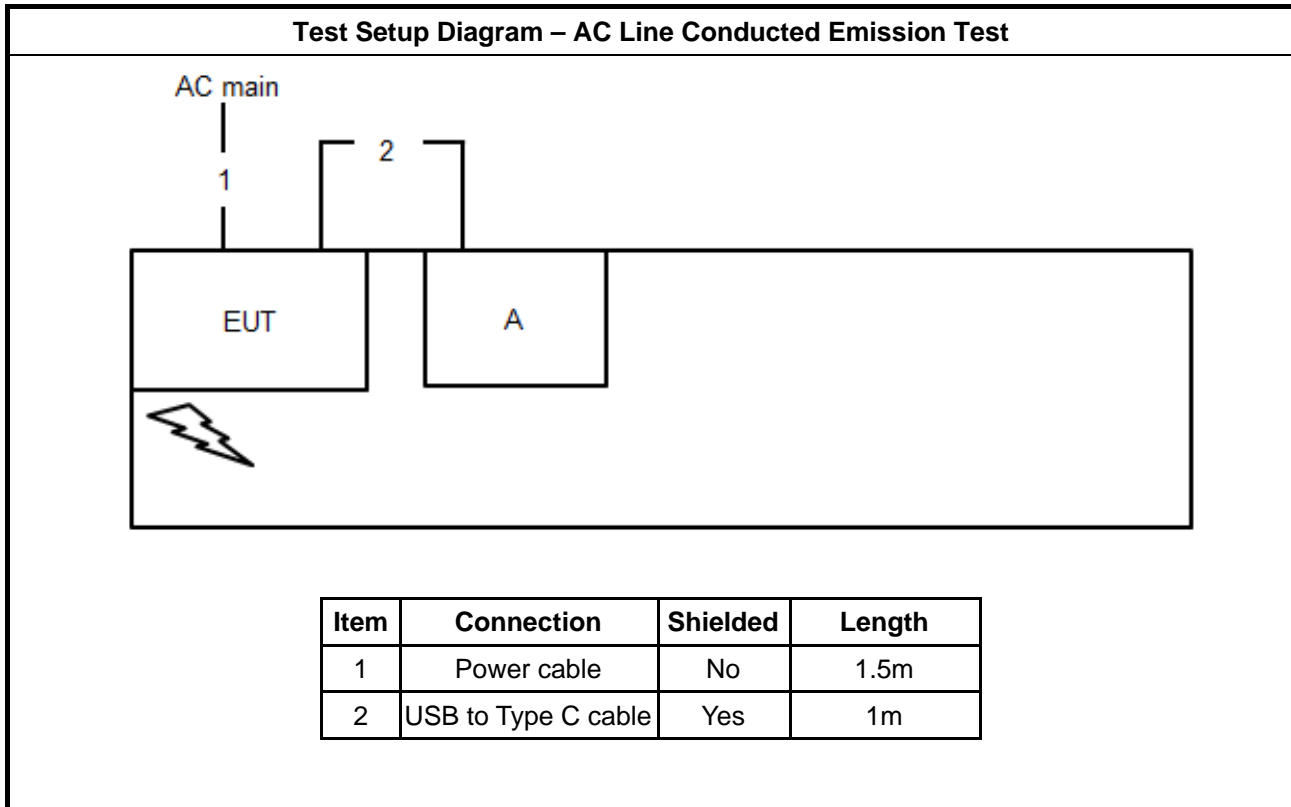 Test Setup Diagram – AC Line Conducted Emission Test
AC main
2
1
EUT
A
Item Connection Shielded Length
1 Power cable No 1.5m
2 USB to Type C cable Yes 1m